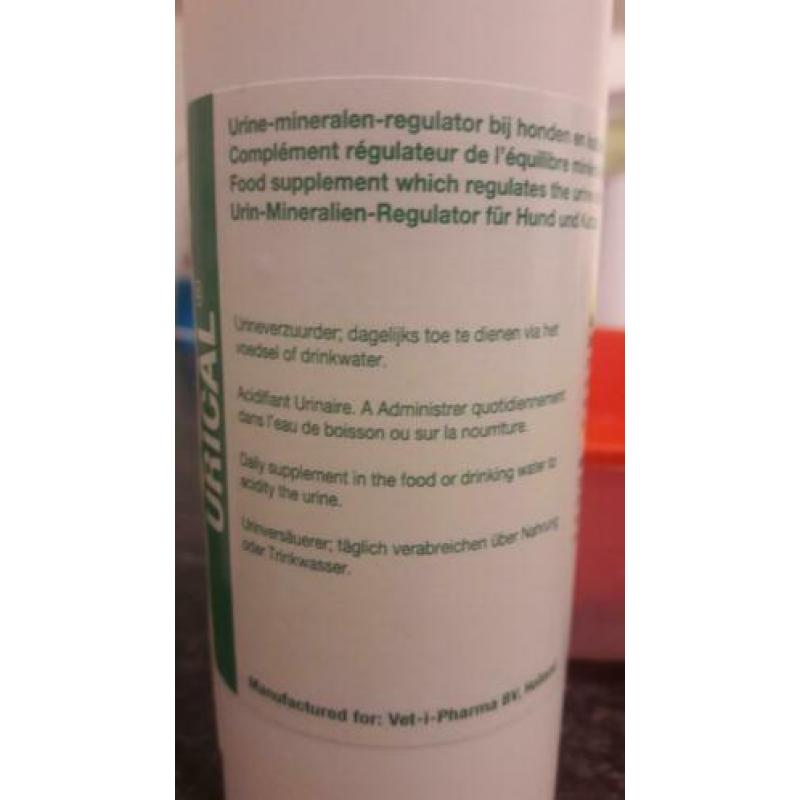 Urine-mineralen-regulator bij honden en
Complément régulateur de l'équilibre
Food supplement which regulates the
Urin-Mineralien-Regulator für Hund und
Urineverzuurder; dagelijks toe te dienen via het
voedsel of drinkwater.
Acidifiant Urinaire. A Administrer quotidiennement
dans l'eau de boisson ou sur la nourriture.
Daily supplement in the food or drinking water to
acidity the urine.
Urinversäuerer; täglich verabreichen über Nahrung
oder Trinkwasser.
Manufactured for: Vet-i-Pharma BV, Holland
URICAL